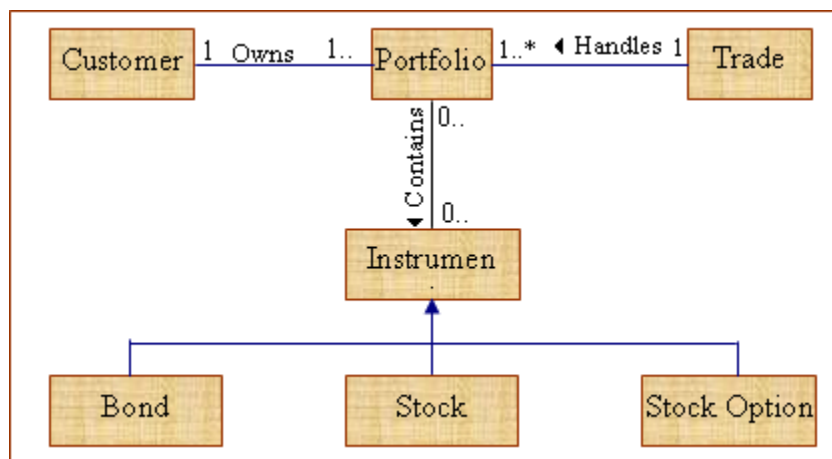 Customer
1 Owns 1..
Portfolio
1..* Handles 1
Trade
0..
Contains
0..
Instrumen
Bond
Stock
Stock Option